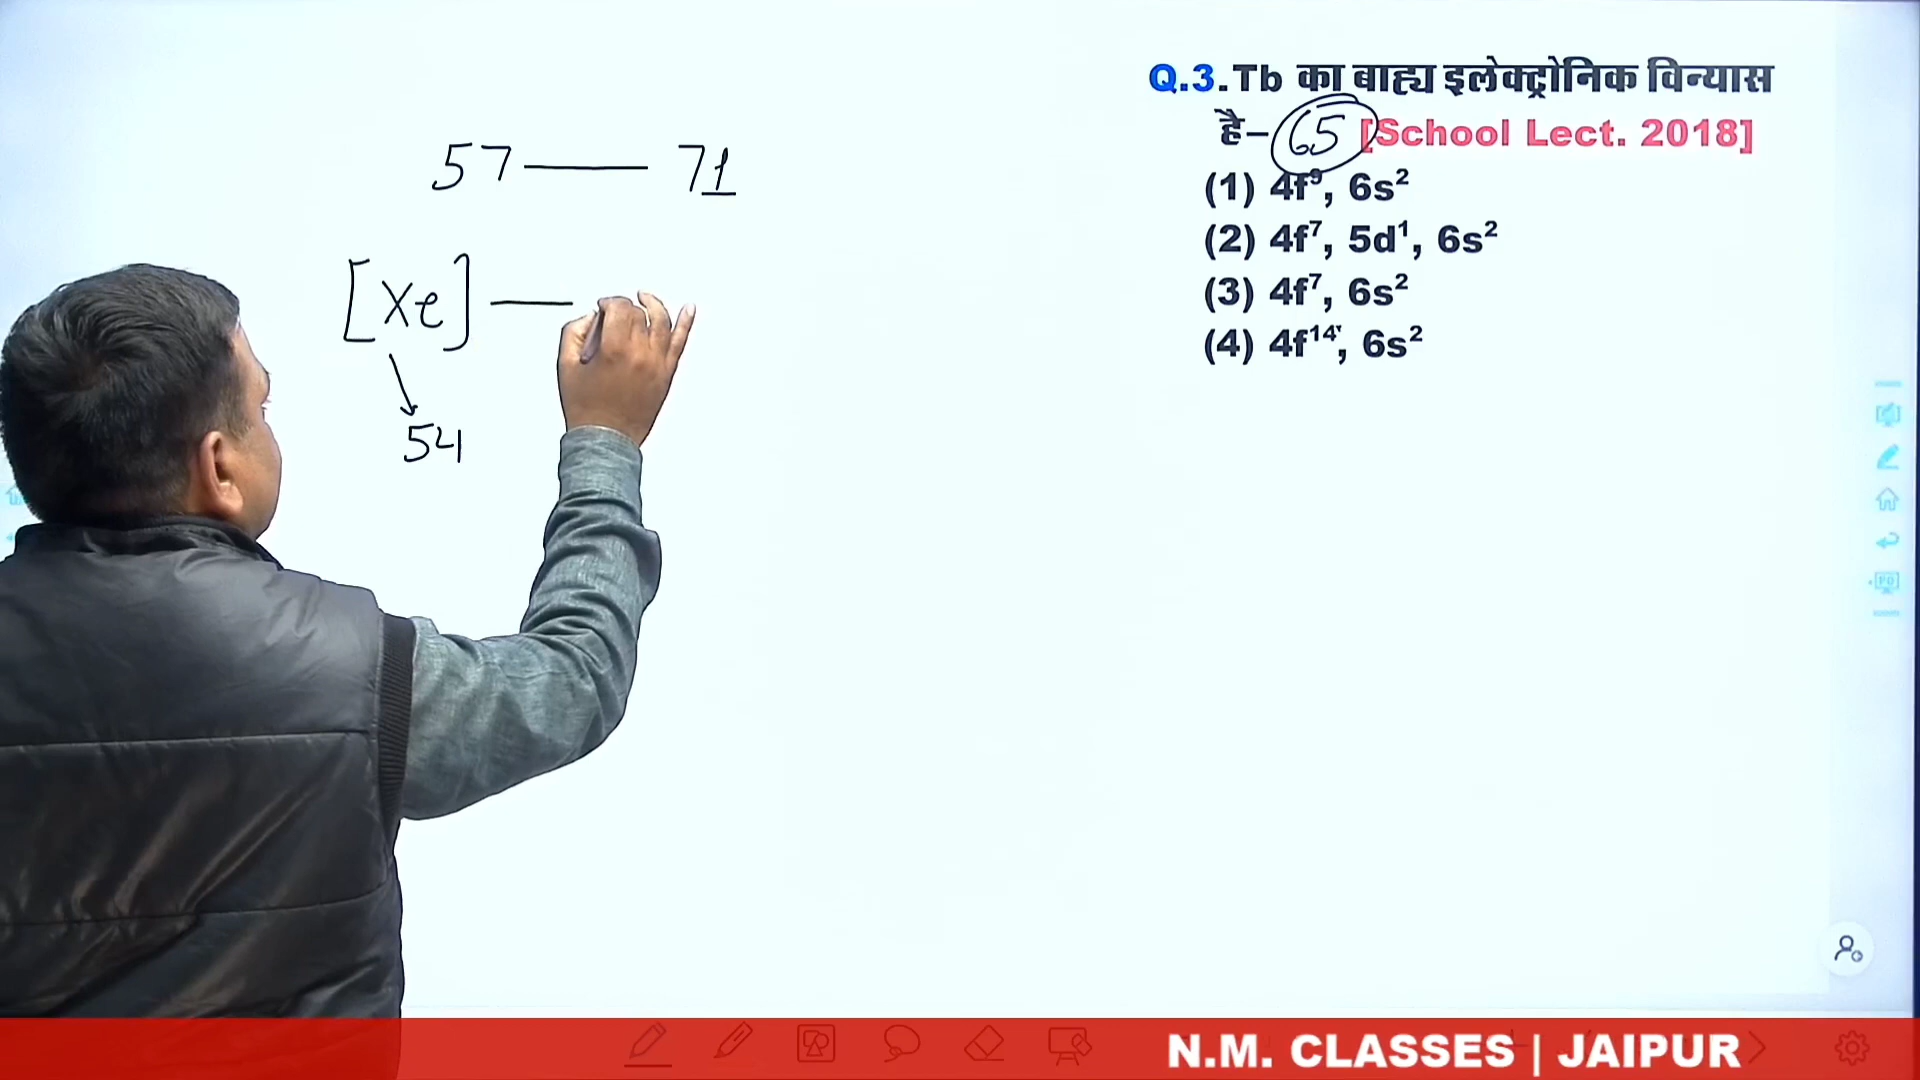 57 — 71
[Xe] —
54
Q.3. Tb का बाह्य इलेक्ट्रोनिक विन्यास
है– 65 [School Lect. 2018]
(1) 4f⁹, 6s²
(2) 4f⁷, 5d¹, 6s²
(3) 4f⁷, 6s²
(4) 4f¹⁴, 6s²
N.M. CLASSES | JAIPUR